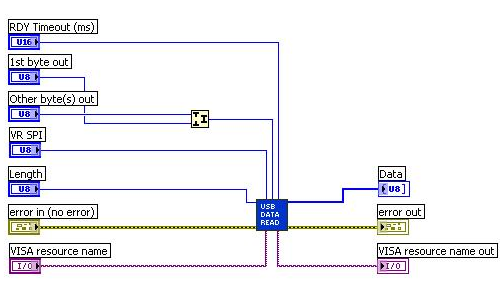 RDY Timeout (ms)
U16
1st byte out
U8
Other byte(s) out
U8
VR SPI
U8
Length
U8
USB
DATA
READ
Data
U8
error in (no error)
error out
VISA resource name
I/O
VISA resource name out
I/O